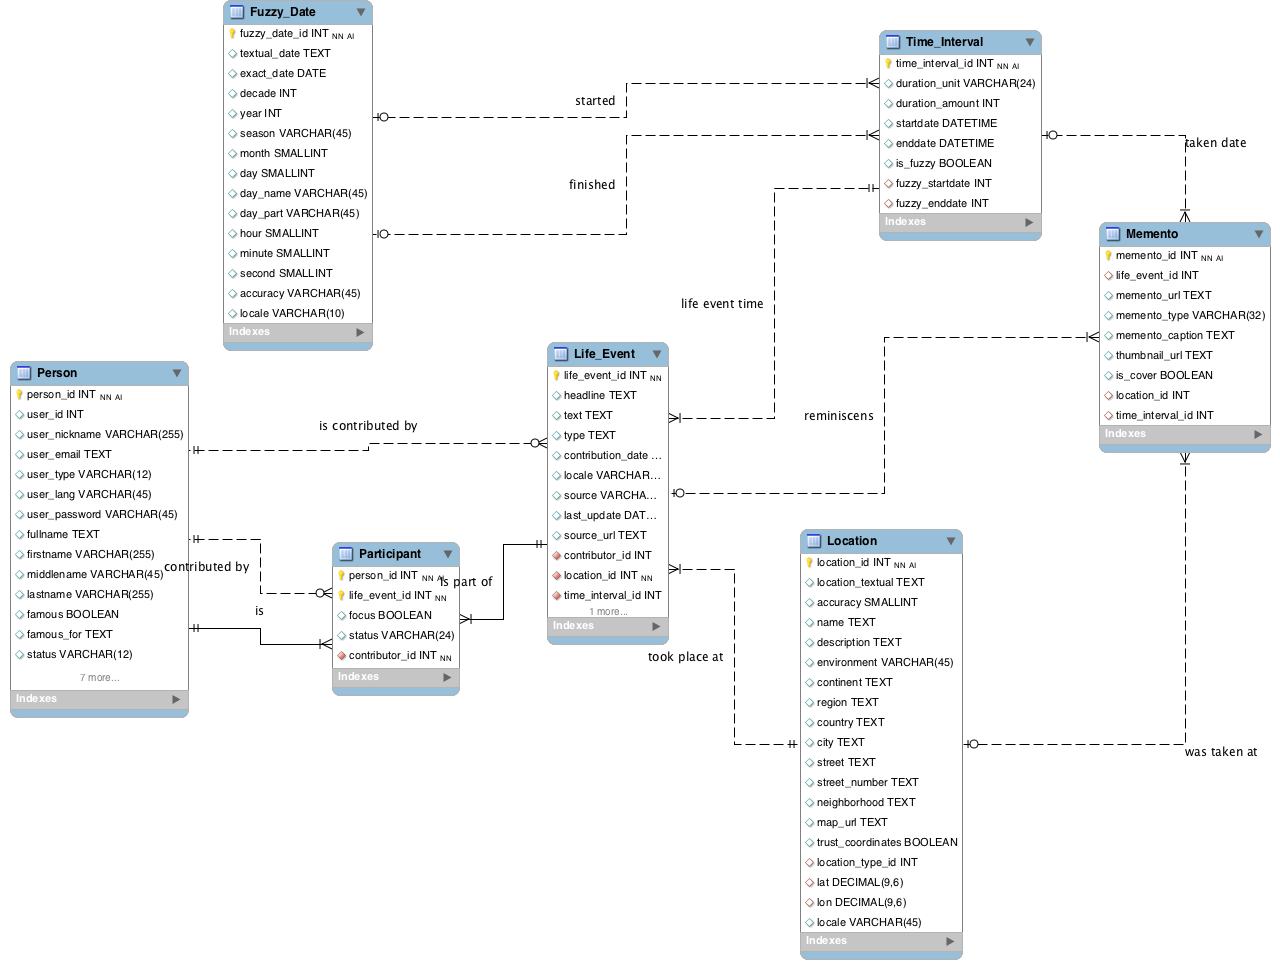 Fuzzy_Date
fuzzy_date_id INT NN AI
textual_date TEXT
exact_date DATE
decade INT
year INT
season VARCHAR(45)
month SMALLINT
day SMALLINT
day_name VARCHAR(45)
day_part VARCHAR(45)
hour SMALLINT
minute SMALLINT
second SMALLINT
accuracy VARCHAR(45)
locale VARCHAR(10)
Indexes
started
finished
Time_Interval
time_interval_id INT NN AI
duration_unit VARCHAR(24)
duration_amount INT
startdate DATETIME
enddate DATETIME
is_fuzzy BOOLEAN
fuzzy_startdate INT
fuzzy_enddate INT
Indexes
taken date
life event time
Memento
memento_id INT NN AI
life_event_id INT
memento_url TEXT
memento_type VARCHAR(32)
memento_caption TEXT
thumbnail_url TEXT
is_cover BOOLEAN
location_id INT
time_interval_id INT
Indexes
Person
person_id INT NN AI
user_id INT
user_nickname VARCHAR(255)
user_email TEXT
user_type VARCHAR(12)
user_lang VARCHAR(45)
user_password VARCHAR(45)
fullname TEXT
firstname VARCHAR(255)
middlename VARCHAR(45)
lastname VARCHAR(255)
famous BOOLEAN
famous_for TEXT
status VARCHAR(12)
7 more...
Indexes
is contributed by
contributed by
is
Participant
person_id INT NN AI
life_event_id INT NN
focus BOOLEAN
status VARCHAR(24)
contributor_id INT NN
Indexes
is part of
Life_Event
life_event_id INT NN
headline TEXT
text TEXT
type TEXT
contribution_date ...
locale VARCHAR...
source VARCHA...
last_update DAT...
source_url TEXT
contributor_id INT
location_id INT NN
time_interval_id INT
1 more...
Indexes
reminiscens
took place at
Location
location_id INT NN AI
location_textual TEXT
accuracy SMALLINT
name TEXT
description TEXT
environment VARCHAR(45)
continent TEXT
region TEXT
country TEXT
city TEXT
street TEXT
street_number TEXT
neighborhood TEXT
map_url TEXT
trust_coordinates BOOLEAN
location_type_id INT
lat DECIMAL(9,6)
lon DECIMAL(9,6)
locale VARCHAR(45)
Indexes
was taken at